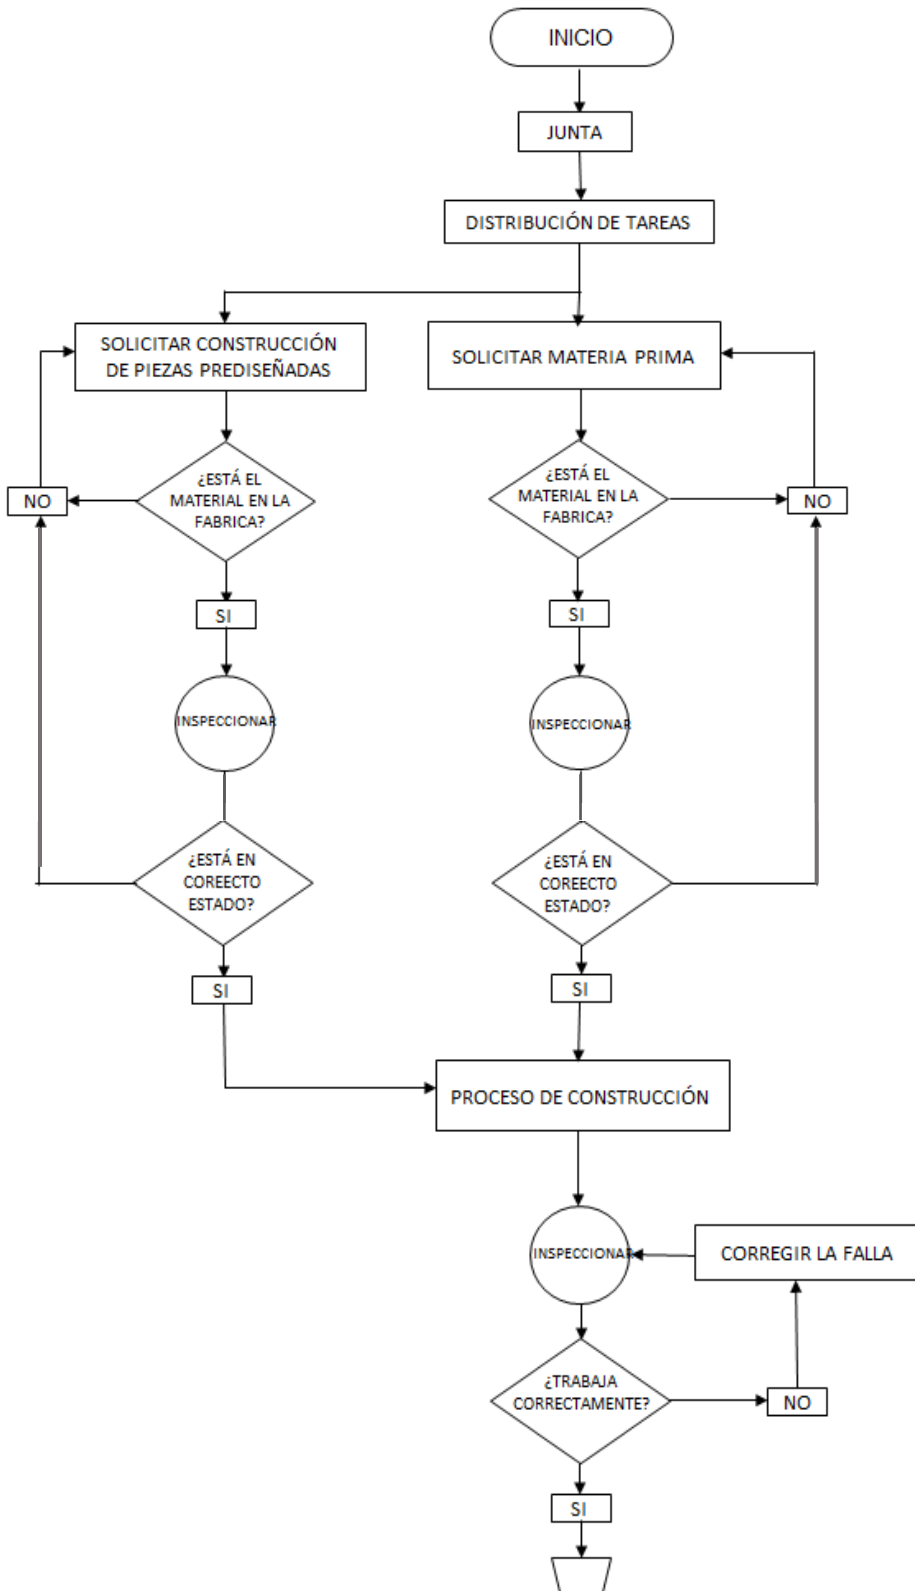 INICIO
JUNTA
DISTRIBUCIÓN DE TAREAS
SOLICITAR CONSTRUCCIÓN
DE PIEZAS PREDISEÑADAS
SOLICITAR MATERIA PRIMA
¿ESTÁ EL
MATERIAL EN LA
FABRICA?
NO
¿ESTÁ EL
MATERIAL EN LA
FABRICA?
NO
SI
SI
INSPECCIONAR
INSPECCIONAR
¿ESTÁ EN
COREECTO
ESTADO?
¿ESTÁ EN
COREECTO
ESTADO?
SI
SI
PROCESO DE CONSTRUCCIÓN
INSPECCIONAR
CORREGIR LA FALLA
¿TRABAJA
CORRECTAMENTE?
NO
SI